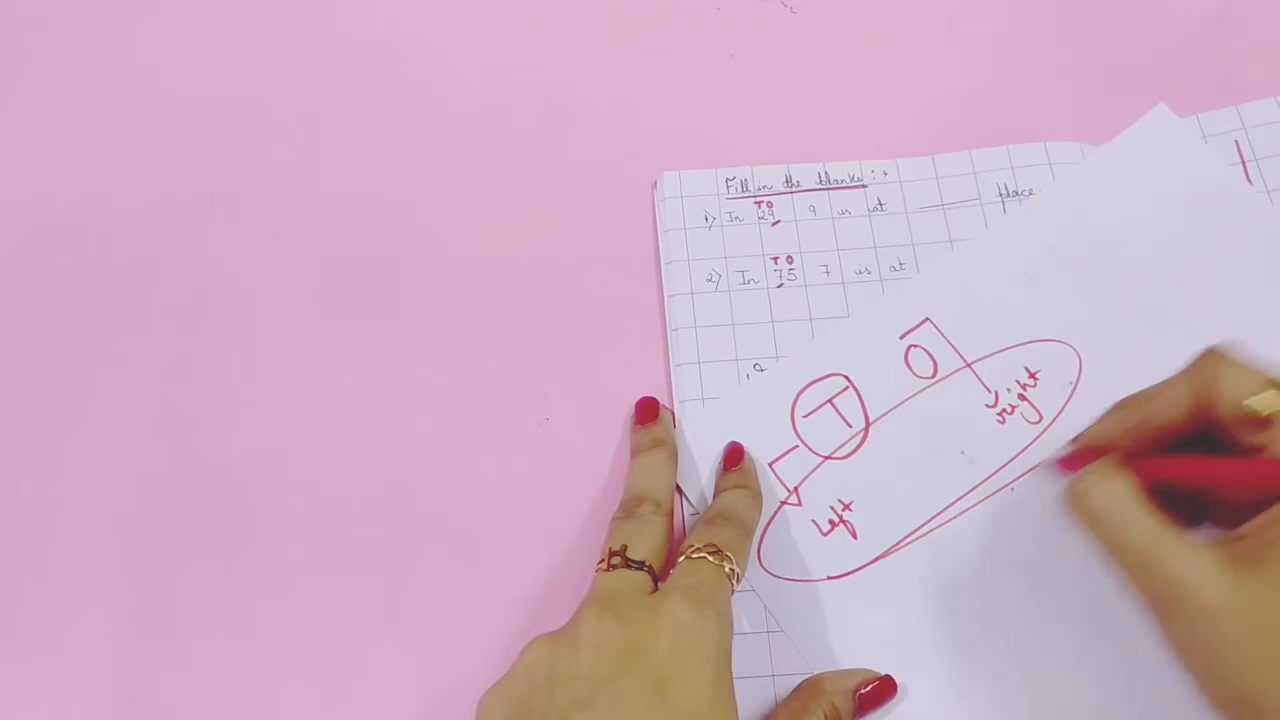 Fill in the blanks :→
T O
1) In 29 9 is at ______ place.
T O
2) In 75 7 is at
T O
left right